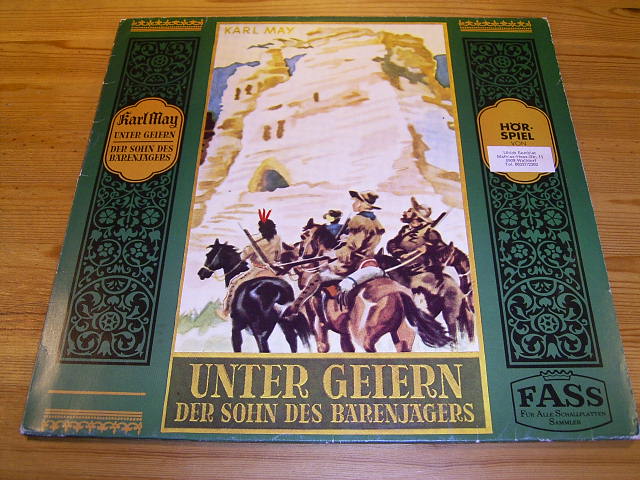 KARL MAY
Karl May
UNTER GEIERN
DER SOHN DES
BÄRENJÄGERS
HÖR-
SPIEL
VON
UNTER GEIERN
DER SOHN DES BÄRENJÄGERS
FASS
FÜR ALLE SCHALLPLATTEN
SAMMLER